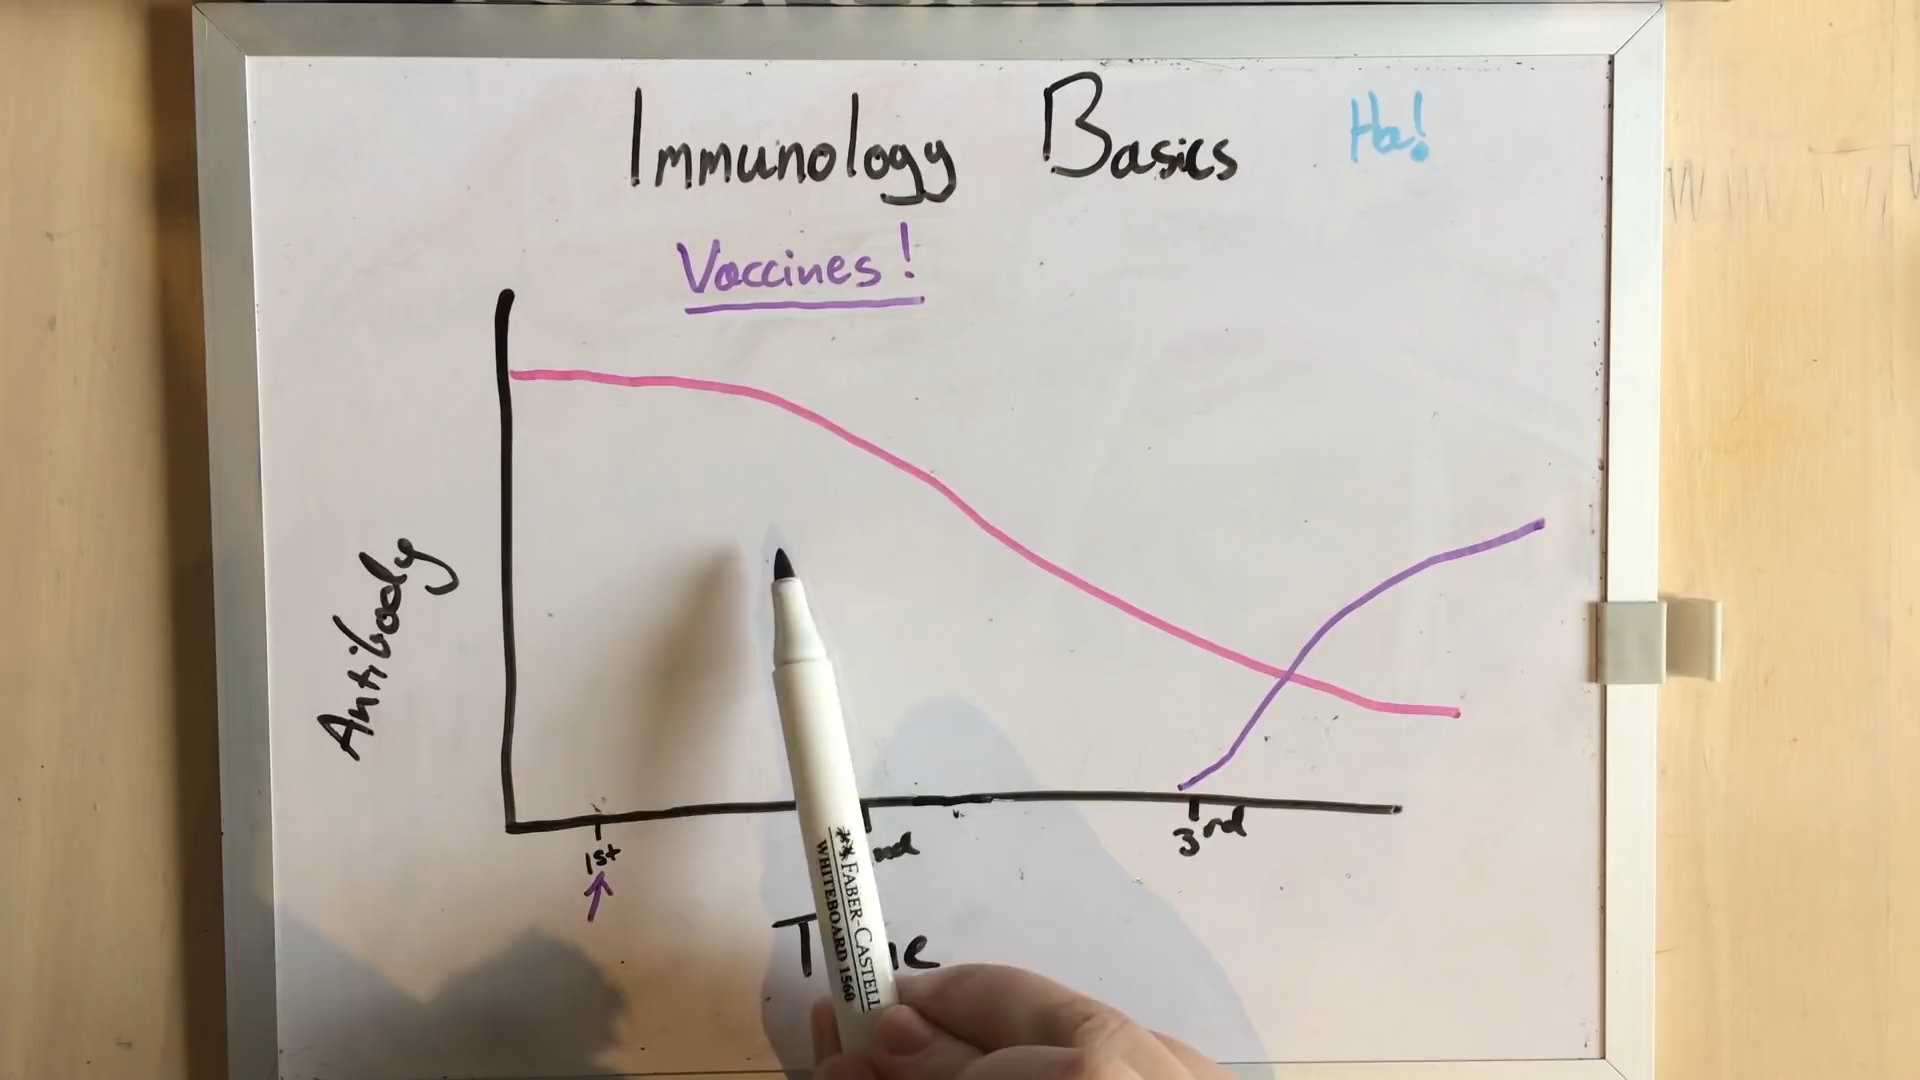 Immunology Basics Ha!
Vaccines!
Antibody
1st
3rd
**FABER-CASTELL
WHITEBOARD 1560